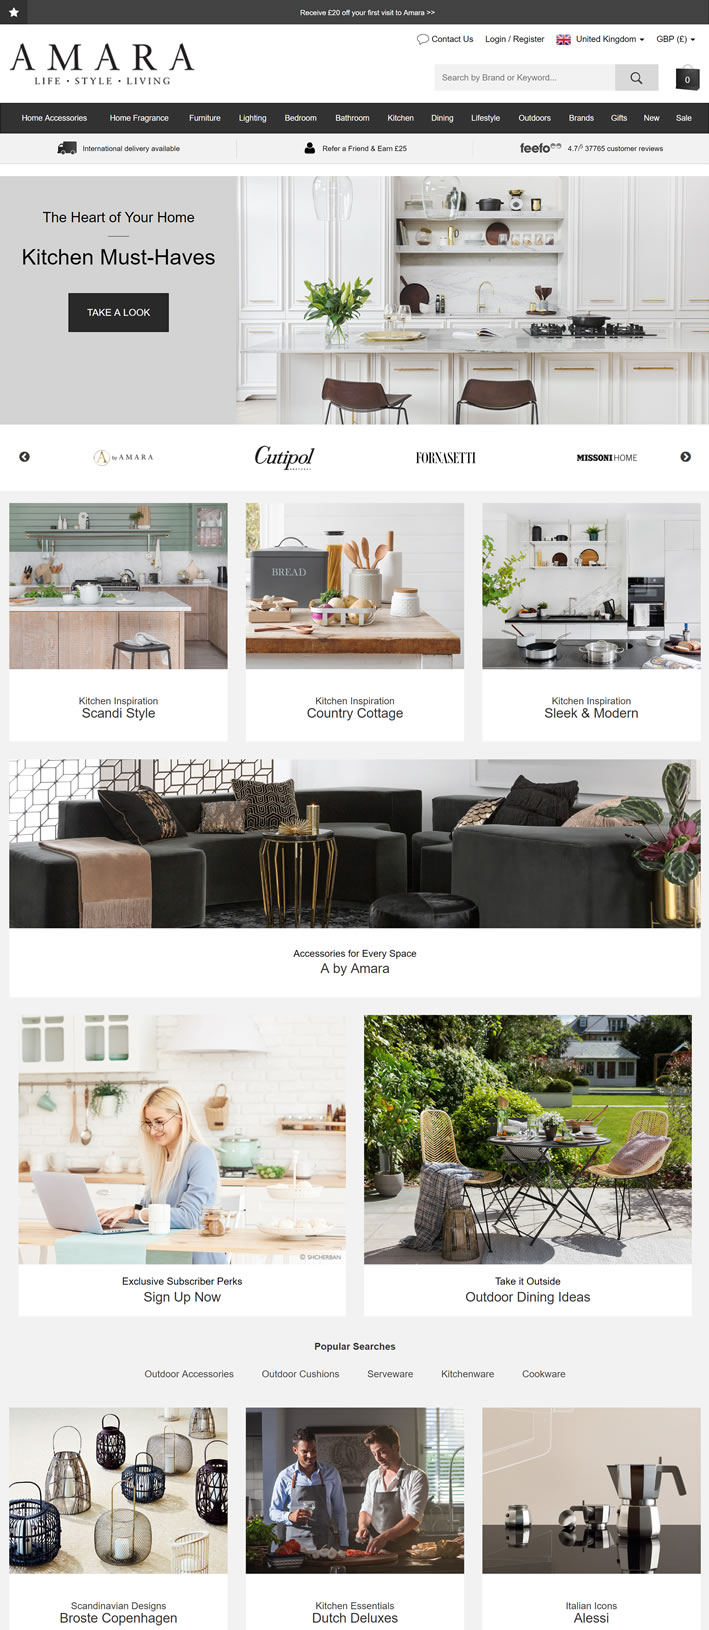 Receive £20 off your first visit to Amara >>
Contact Us Login / Register United Kingdom GBP (£)
AMARA
LIFE • STYLE • LIVING
Search by Brand or Keyword...
0
Home Accessories Home Fragrance Furniture Lighting Bedroom Bathroom Kitchen Dining Lifestyle Outdoors Brands Gifts New Sale
International delivery available Refer a Friend & Earn £25 feefo 4.7/5 37765 customer reviews
The Heart of Your Home
Kitchen Must-Haves
TAKE A LOOK
A by AMARA Cutipol FORNASETTI MISSONI HOME
BREAD
Kitchen Inspiration Kitchen Inspiration Kitchen Inspiration
Scandi Style Country Cottage Sleek & Modern
Accessories for Every Space
A by Amara
© SHCHERBAN
Exclusive Subscriber Perks Take it Outside
Sign Up Now Outdoor Dining Ideas
Popular Searches
Outdoor Accessories Outdoor Cushions Serveware Kitchenware Cookware
Scandinavian Designs Kitchen Essentials Italian Icons
Broste Copenhagen Dutch Deluxes Alessi